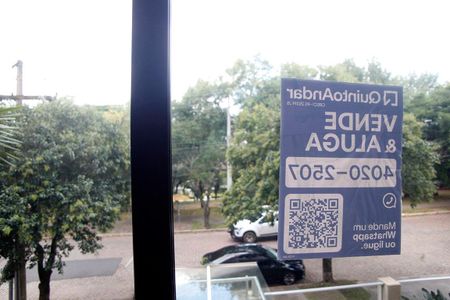 QuintoAndar
VENDE
& ALUGA
4020-2507
Mande um
Whatsapp
ou ligue.